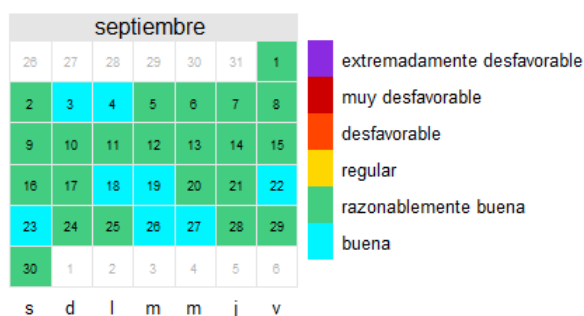 septiembre
26 27 28 29 30 31 1
2 3 4 5 6 7 8
9 10 11 12 13 14 15
16 17 18 19 20 21 22
23 24 25 26 27 28 29
30 1 2 3 4 5 6
s d l m m j v
extremadamente desfavorable
muy desfavorable
desfavorable
regular
razonablemente buena
buena